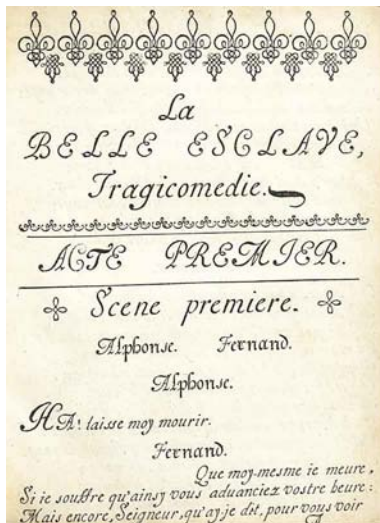 La
BELLE ESCLAVE,
Tragicomedie.
ACTE PREMIER.
Scene premiere.
Alphonse. Fernand.
Alphonse.
HA! laisse moy mourir.
Fernand.
Que moy-mesme ie meure,
Si ie souffre qu'ainsy vous aduanciez vostre heure:
Mais encore, Seigneur, qu'ay-je dit, pour vous voir